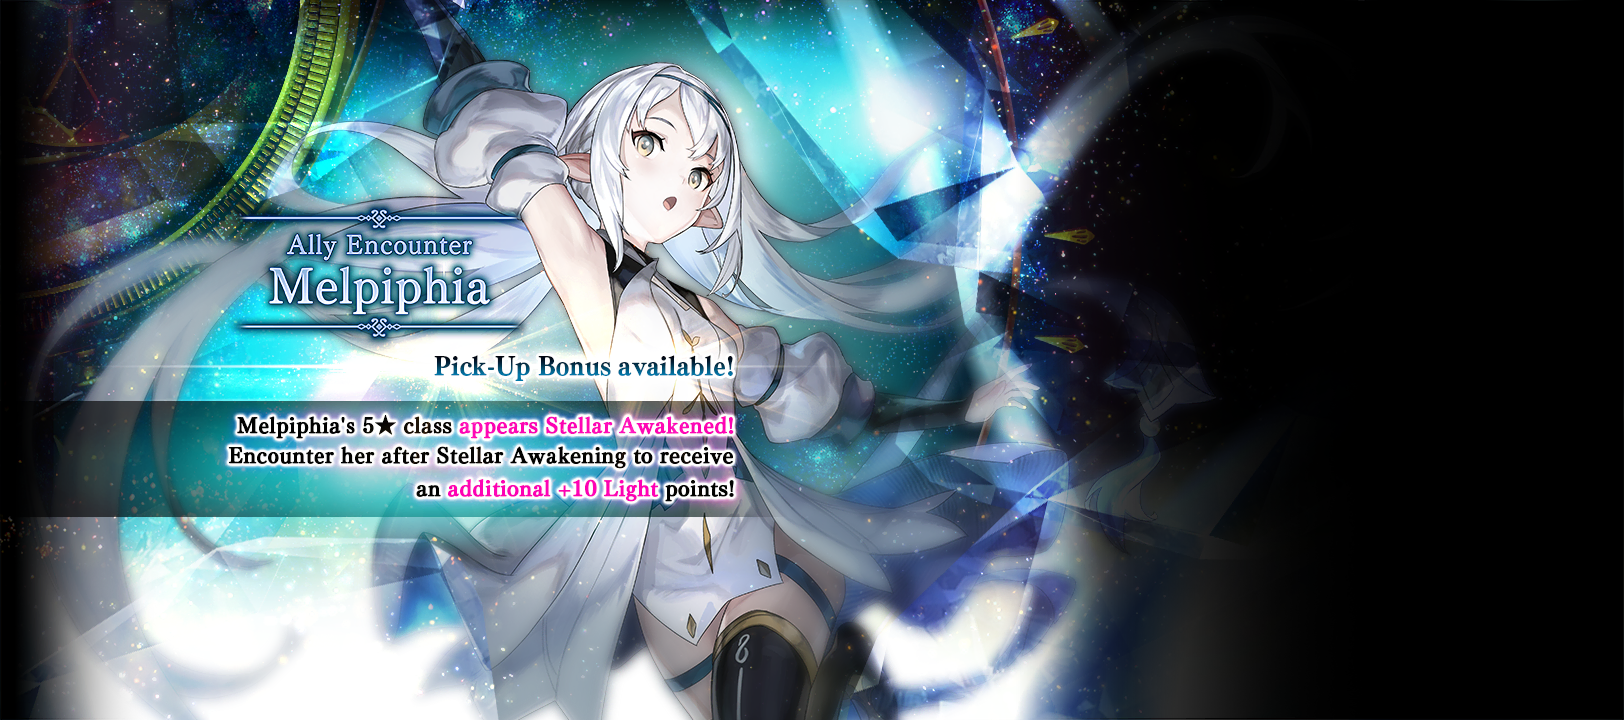 Ally Encounter
Melpiphia
Pick-Up Bonus available!
Melpiphia's 5★ class appears Stellar Awakened!
Encounter her after Stellar Awakening to receive
an additional +10 Light points!